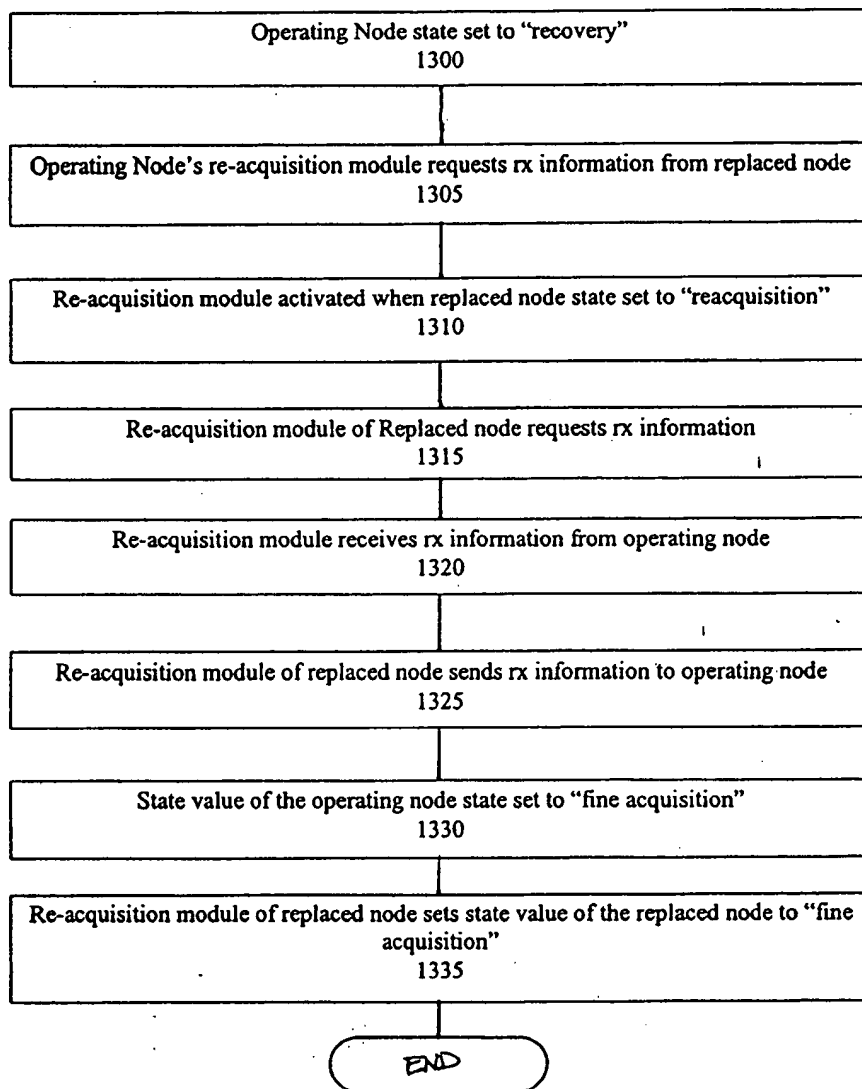 Operating Node state set to “recovery”
1300
Operating Node’s re-acquisition module requests rx information from replaced node
1305
Re-acquisition module activated when replaced node state set to “reacquisition”
1310
Re-acquisition module of Replaced node requests rx information
1315
Re-acquisition module receives rx information from operating node
1320
Re-acquisition module of replaced node sends rx information to operating node
1325
State value of the operating node state set to “fine acquisition”
1330
Re-acquisition module of replaced node sets state value of the replaced node to “fine
acquisition”
1335
END